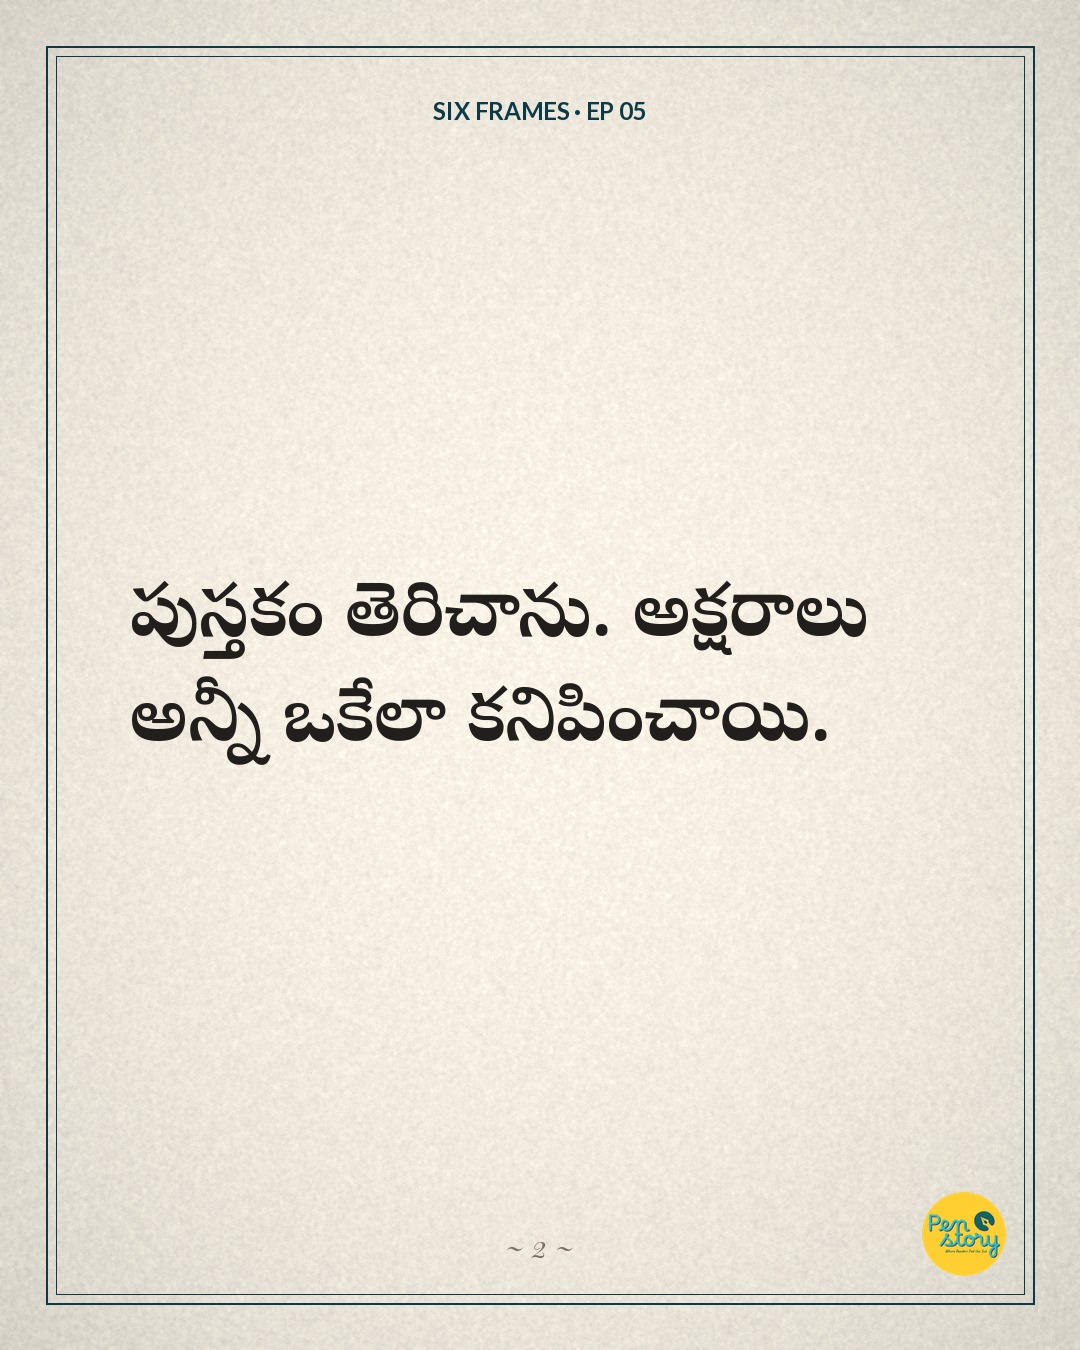 SIX FRAMES · EP 05
పుస్తకం తెరిచాను. అక్షరాలు
అన్నీ ఒకేలా కనిపించాయి.
~ 2 ~
Pen
story